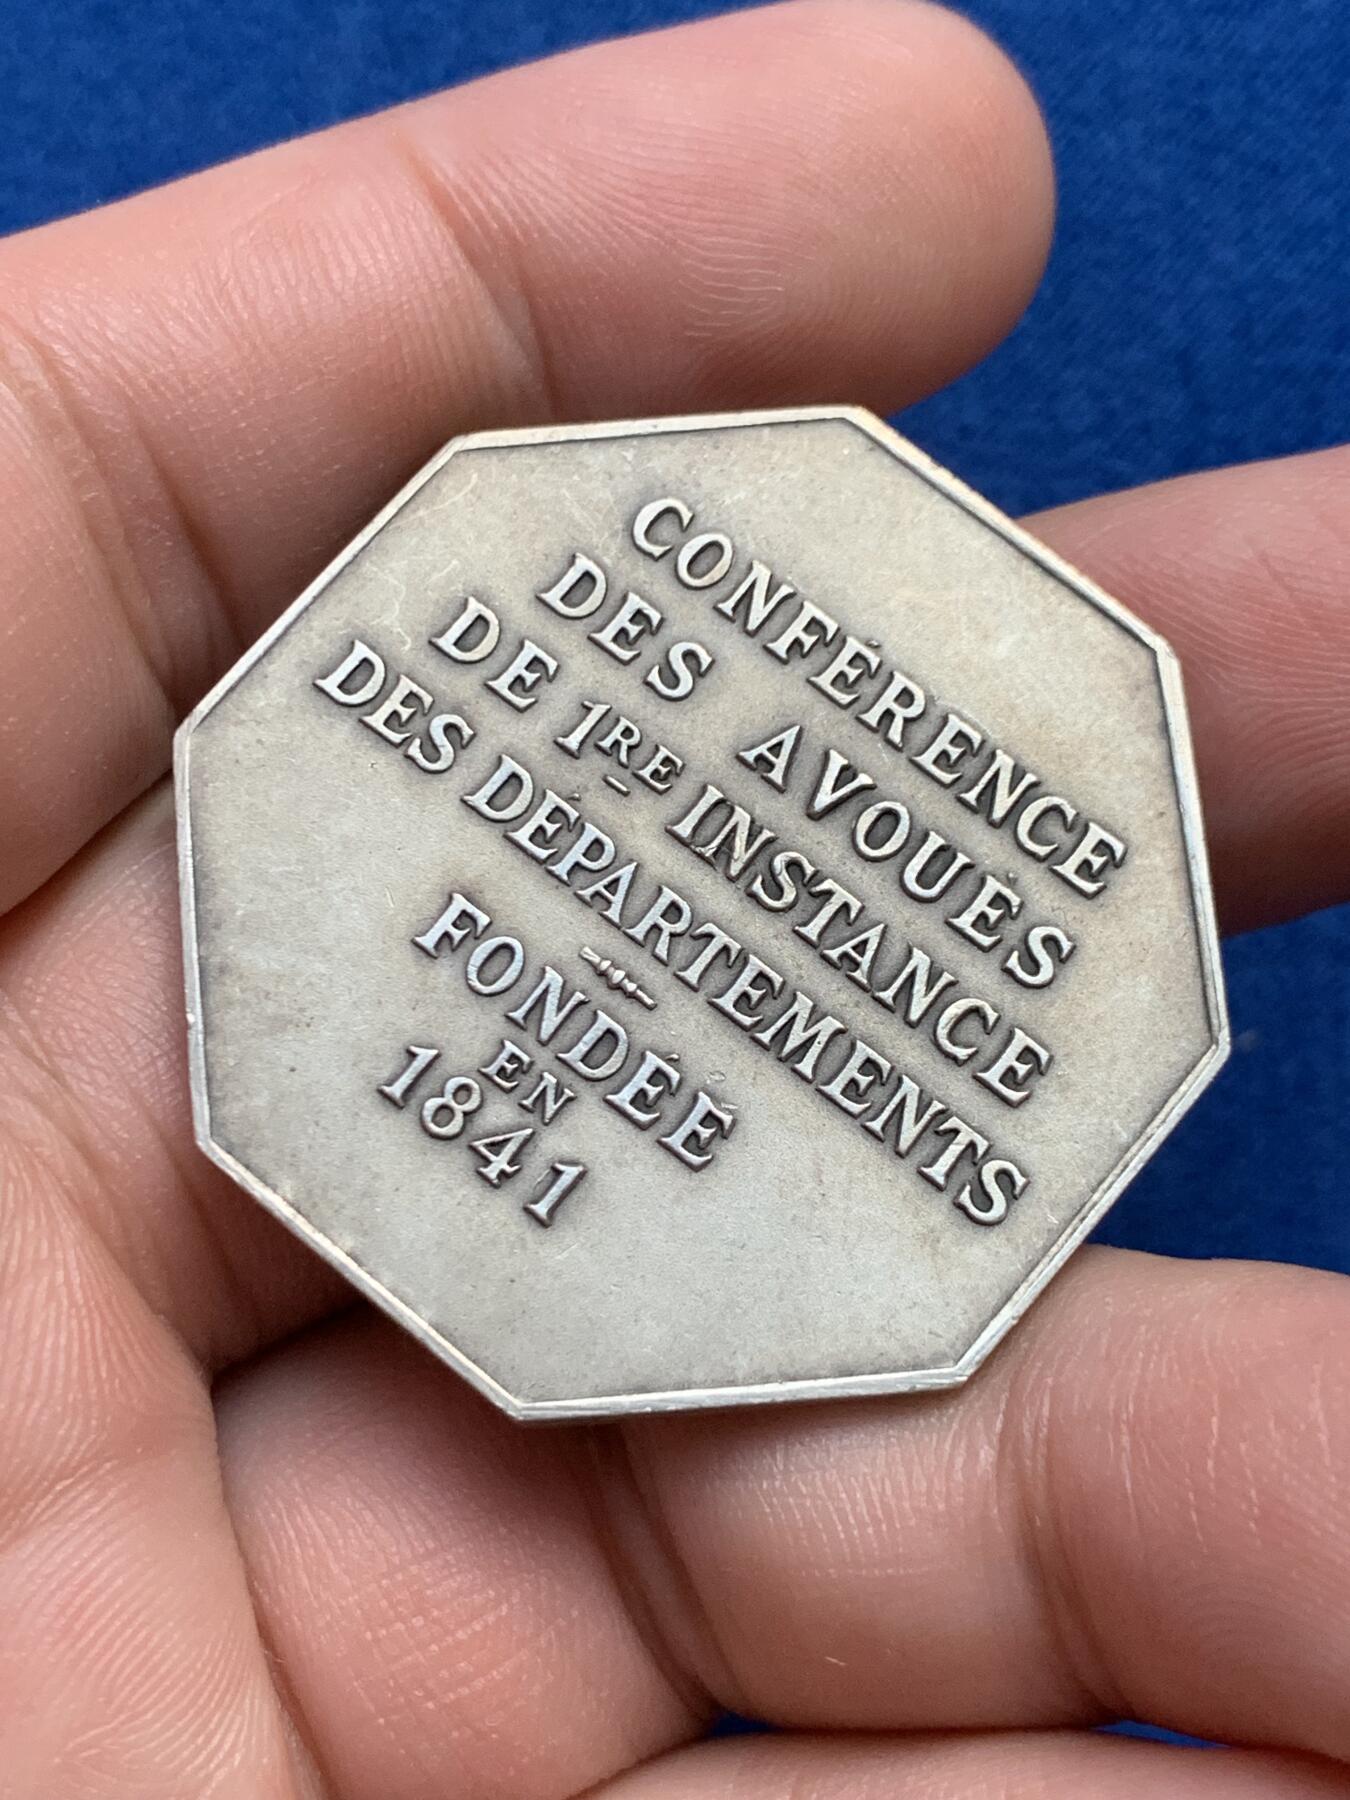 CONFÉRENCE
DES AVOUÉS
DE 1RE INSTANCE
DES DÉPARTEMENTS
FONDÉE
EN
1841